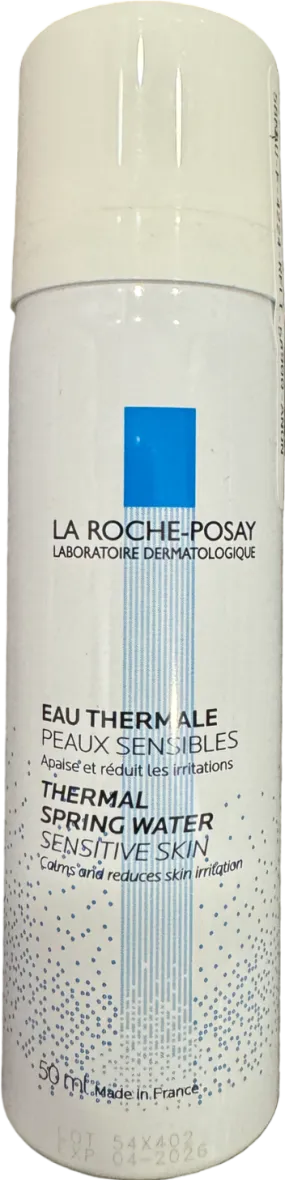 LA ROCHE-POSAY
LABORATOIRE DERMATOLOGIQUE
EAU THERMALE
PEAUX SENSIBLES
Apaise et réduit les irritations
THERMAL
SPRING WATER
SENSITIVE SKIN
Calms and reduces skin irritation
50 ml Made in France
LOT 54X402
EXP 04-2026